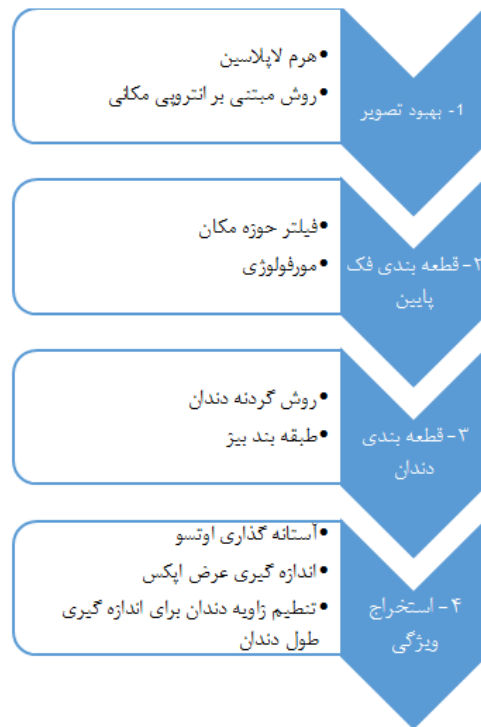 1- بهبود تصویر
•هرم لاپلاسین
•روش مبتنی بر انتروپی مکانی
۲- قطعه بندی فک
پایین
•فیلتر حوزه مکان
•مورفولوژی
۳- قطعه بندی
دندان
•روش گردنه دندان
•طبقه بند بیز
۴- استخراج
ویژگی
•آستانه گذاری اوتسو
•اندازه گیری عرض اپکس
•تنطیم زاویه دندان برای اندازه گیری
طول دندان